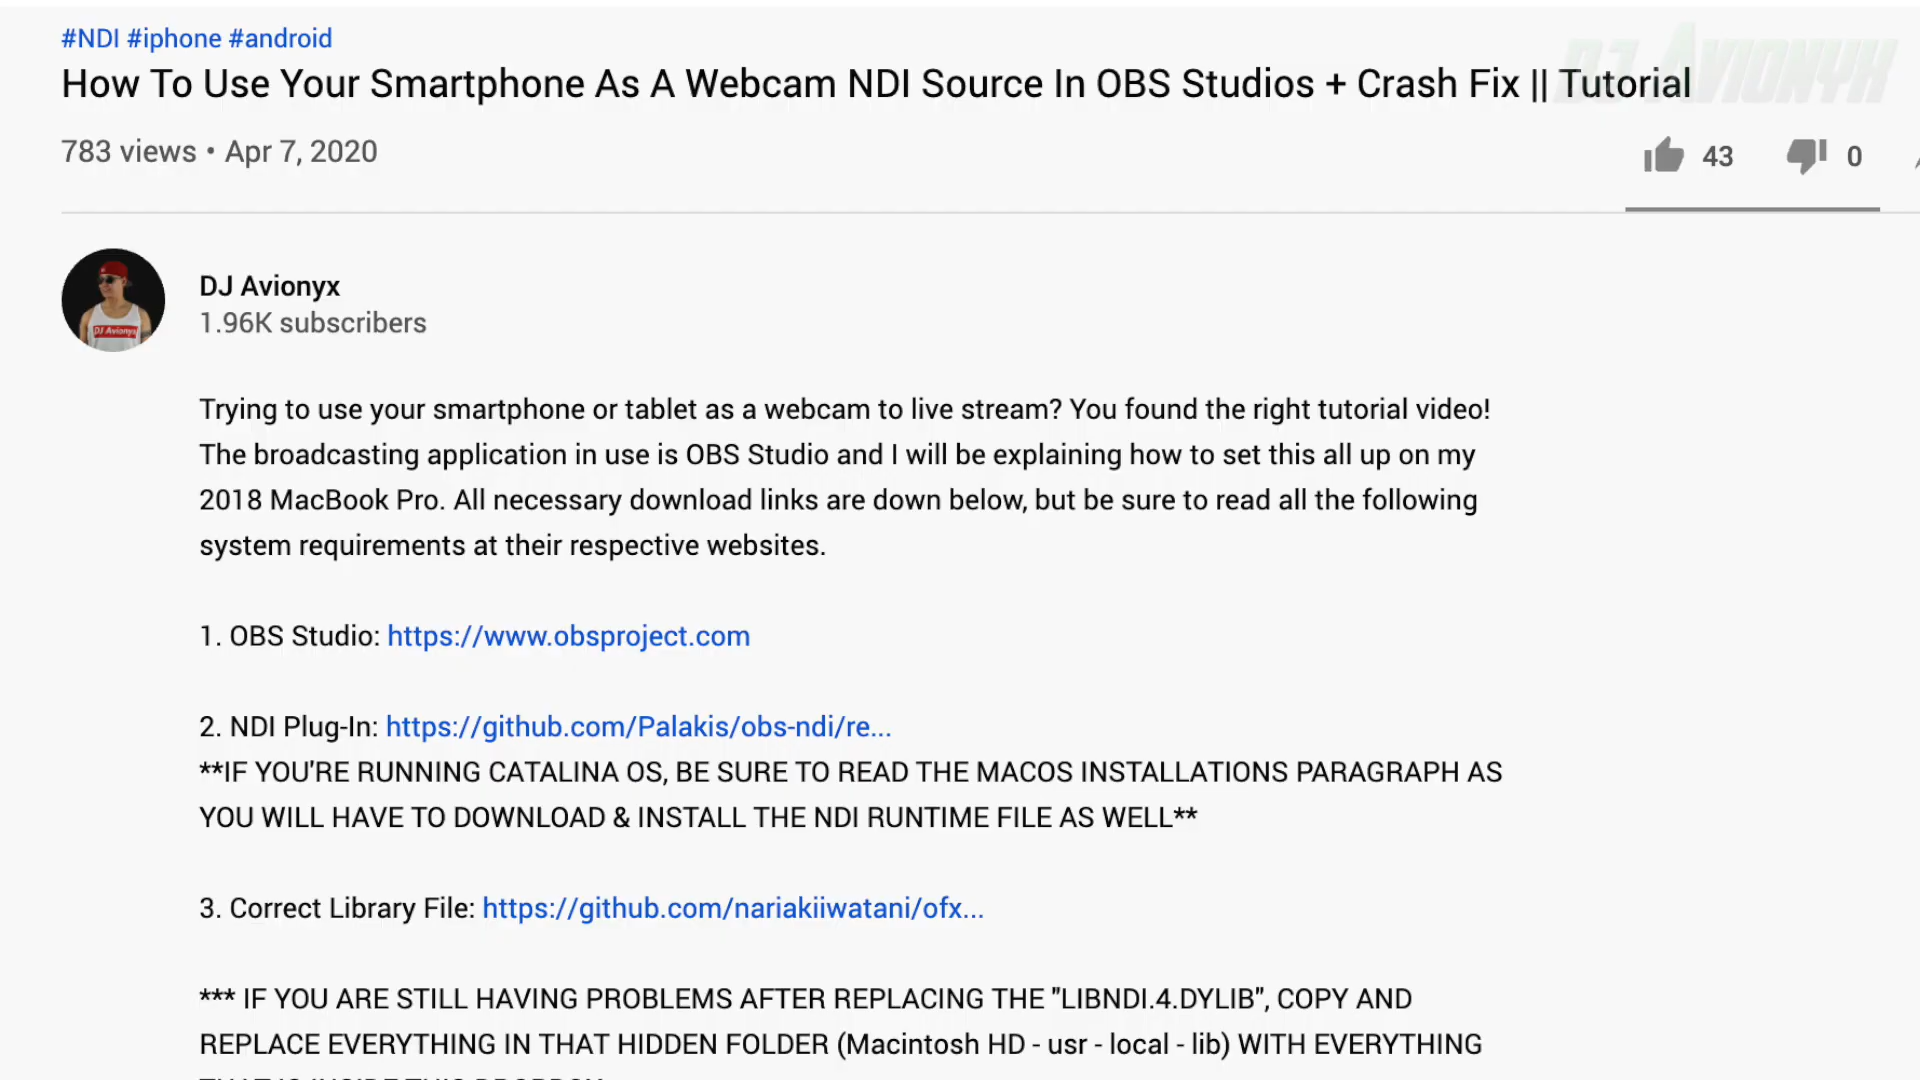 #NDI #iphone #android
DJ Avionyx
How To Use Your Smartphone As A Webcam NDI Source In OBS Studios + Crash Fix || Tutorial
783 views • Apr 7, 2020
43
0
DJ Avionyx
DJ Avionyx
1.96K subscribers
Trying to use your smartphone or tablet as a webcam to live stream? You found the right tutorial video!
The broadcasting application in use is OBS Studio and I will be explaining how to set this all up on my
2018 MacBook Pro. All necessary download links are down below, but be sure to read all the following
system requirements at their respective websites.
1. OBS Studio: https://www.obsproject.com
2. NDI Plug-In: https://github.com/Palakis/obs-ndi/re...
**IF YOU'RE RUNNING CATALINA OS, BE SURE TO READ THE MACOS INSTALLATIONS PARAGRAPH AS
YOU WILL HAVE TO DOWNLOAD & INSTALL THE NDI RUNTIME FILE AS WELL**
3. Correct Library File: https://github.com/nariakiiwatani/ofx...
*** IF YOU ARE STILL HAVING PROBLEMS AFTER REPLACING THE "LIBNDI.4.DYLIB", COPY AND
REPLACE EVERYTHING IN THAT HIDDEN FOLDER (Macintosh HD - usr - local - lib) WITH EVERYTHING